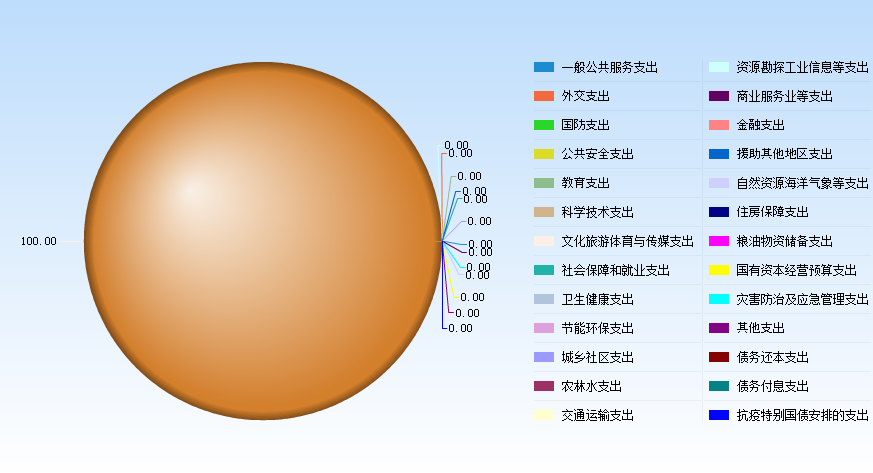 100.00
0.00
0.00
0.00
0.00
0.00
0.00
0.00
0.00
0.00
0.00
0.00
0.00
0.00
一般公共服务支出
外交支出
国防支出
公共安全支出
教育支出
科学技术支出
文化旅游体育与传媒支出
社会保障和就业支出
卫生健康支出
节能环保支出
城乡社区支出
农林水支出
交通运输支出
资源勘探工业信息等支出
商业服务业等支出
金融支出
援助其他地区支出
自然资源海洋气象等支出
住房保障支出
粮油物资储备支出
国有资本经营预算支出
灾害防治及应急管理支出
其他支出
债务还本支出
债务付息支出
抗疫特别国债安排的支出